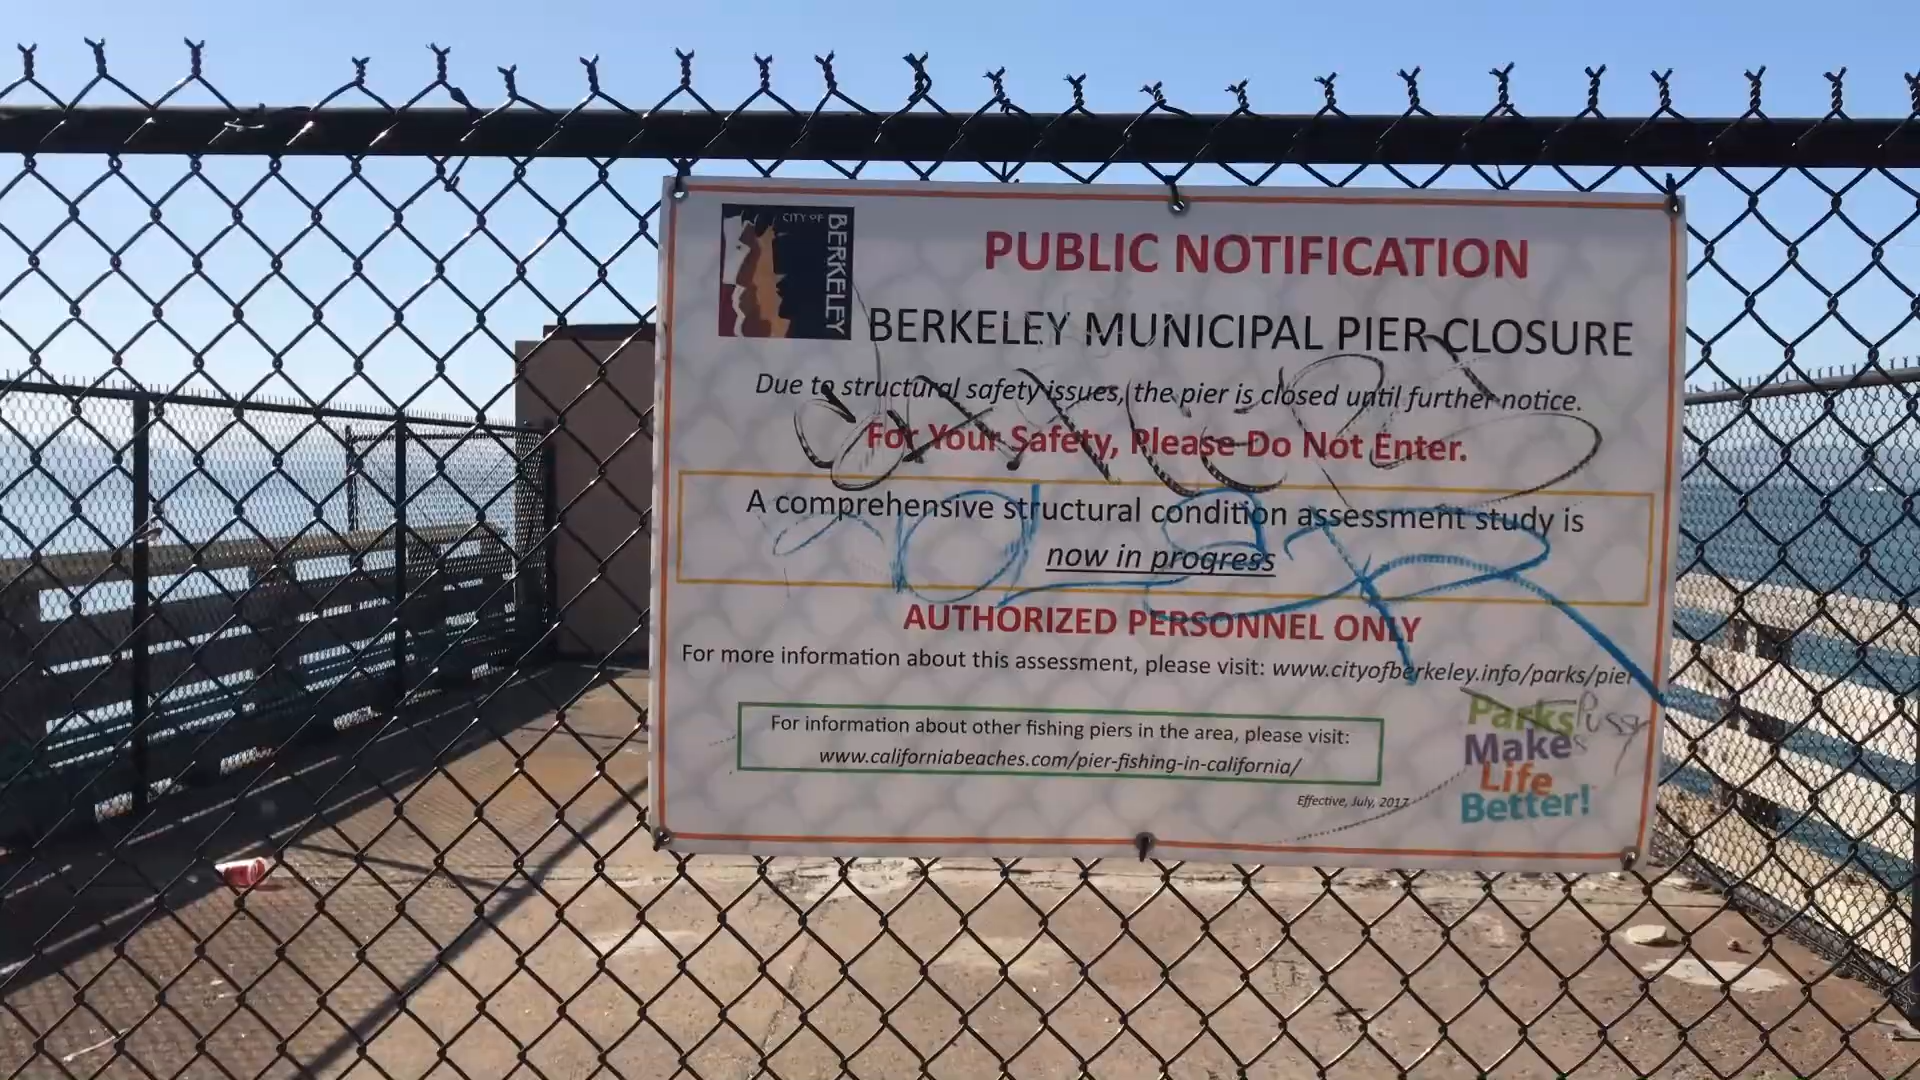 CITY OF
BERKELEY
PUBLIC NOTIFICATION
BERKELEY MUNICIPAL PIER CLOSURE
Due to structural safety issues, the pier is closed until further notice.
For Your Safety, Please Do Not Enter.
A comprehensive structural condition assessment study is
now in progress
AUTHORIZED PERSONNEL ONLY
For more information about this assessment, please visit: www.cityofberkeley.info/parks/pier
For information about other fishing piers in the area, please visit:
www.californiabeaches.com/pier-fishing-in-california/
Effective, July, 2017
Parks Pussy
Make
Life
Better!